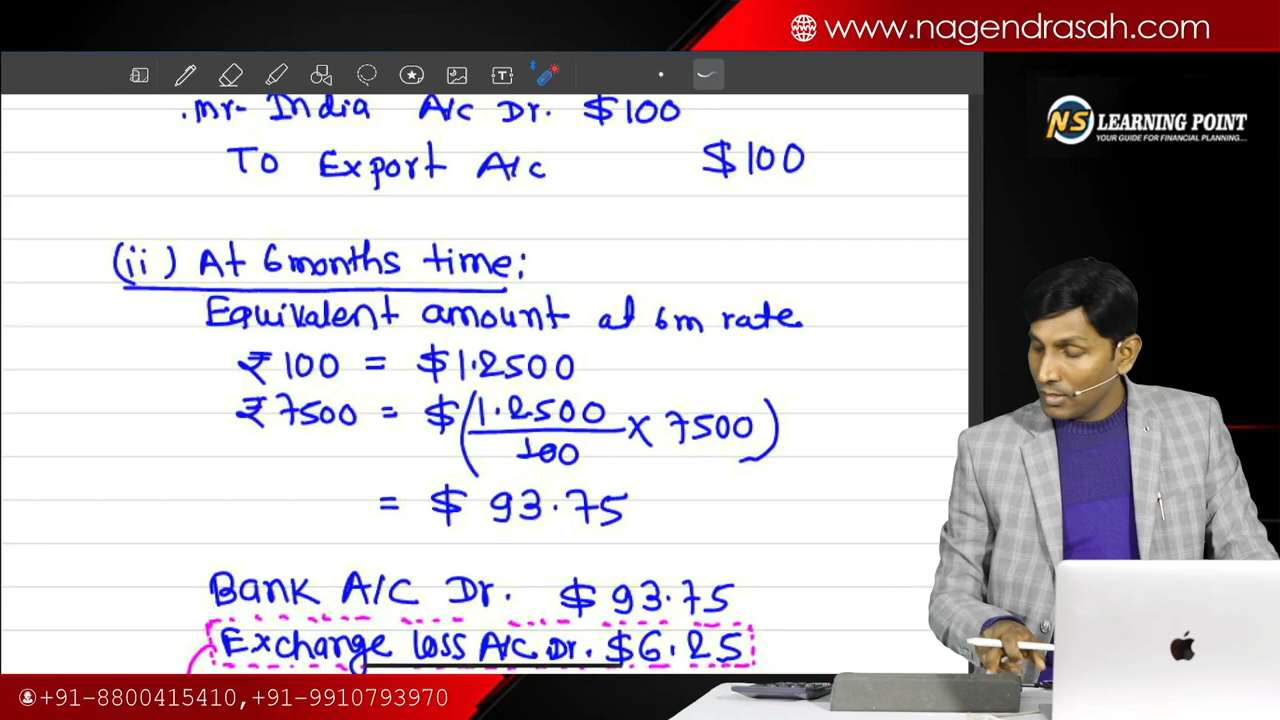 www.nagendrasah.com
NS LEARNING POINT
YOUR GUIDE FOR FINANCIAL PLANNING....
.Mr- India A/c Dr. $100
To Export A/c $100
(ii) At 6 months time:
Equivalent amount at 6m rate
₹100 = $1.2500
₹7500 = $(1.2500/100 × 7500)
= $ 93.75
Bank A/C Dr. $ 93.75
Exchange loss A/C Dr. $6.25
+91-8800415410,+91-9910793970